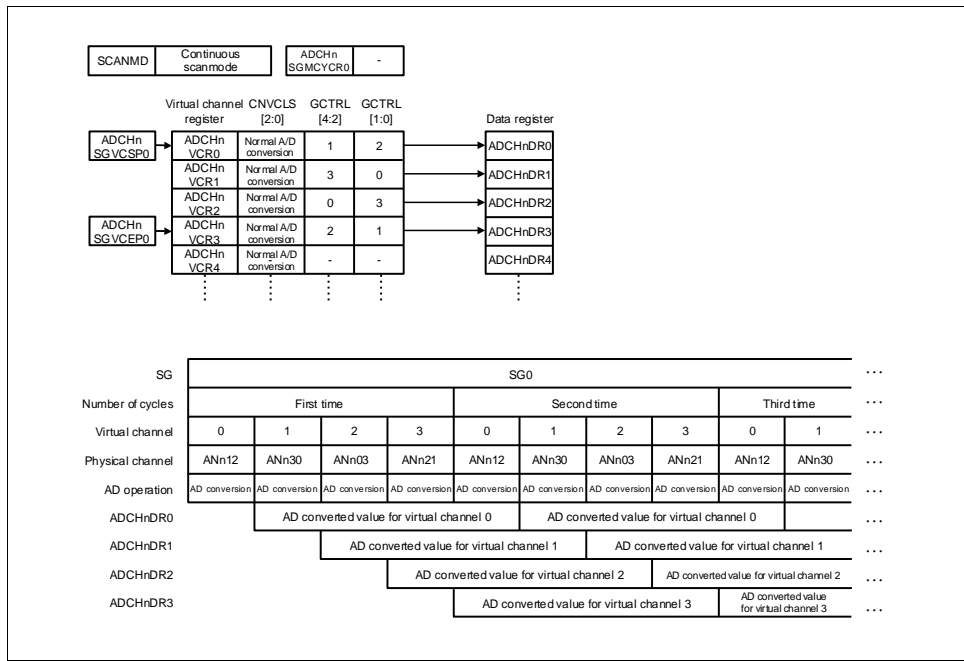 SCANMD
Continuous
scanmode
ADCHn
SGMCYCR0
-
Virtual channel
register
CNVCLS
[2:0]
GCTRL
[4:2]
GCTRL
[1:0]
Data register
ADCHn
SGVCSP0
ADCHn
VCR0
Normal A/D
conversion
1
2
ADCHnDR0
ADCHn
VCR1
Normal A/D
conversion
3
0
ADCHnDR1
ADCHn
VCR2
Normal A/D
conversion
0
3
ADCHnDR2
ADCHn
SGVCEP0
ADCHn
VCR3
Normal A/D
conversion
2
1
ADCHnDR3
ADCHn
VCR4
Normal A/D
conversion
-
-
-
ADCHnDR4
SG
SG0
...
Number of cycles
First time
Second time
Third time
...
Virtual channel
0
1
2
3
0
1
2
3
0
1
...
Physical channel
ANn12
ANn30
ANn03
ANn21
ANn12
ANn30
ANn03
ANn21
ANn12
ANn30
...
AD operation
AD conversion
AD conversion
AD conversion
AD conversion
AD conversion
AD conversion
AD conversion
AD conversion
AD conversion
AD conversion
...
ADCHnDR0
AD converted value for virtual channel 0
AD converted value for virtual channel 0
...
ADCHnDR1
AD converted value for virtual channel 1
AD converted value for virtual channel 1
...
ADCHnDR2
AD converted value for virtual channel 2
AD converted value for virtual channel 2
...
ADCHnDR3
AD converted value for virtual channel 3
AD converted value
for virtual channel 3
...